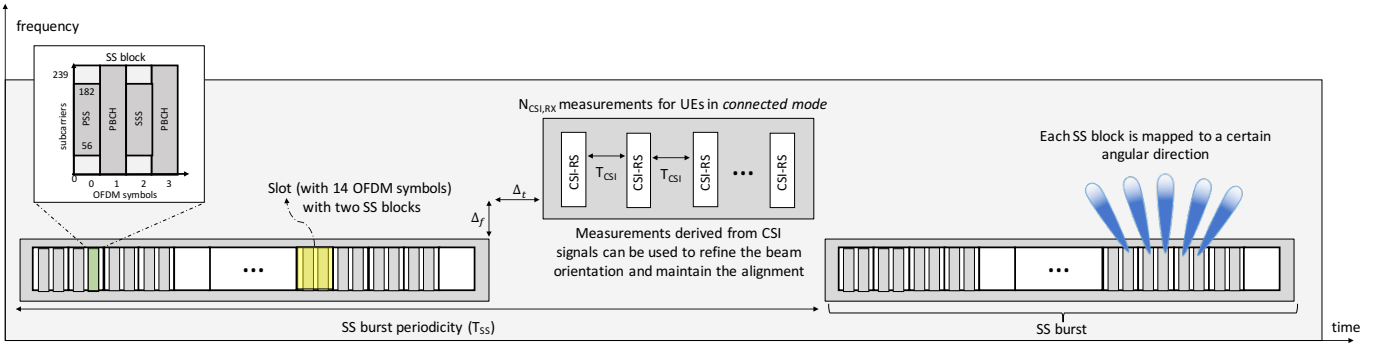 frequency
SS block
239
182
PSS
56
PBCH
SSS
PBCH
subcarriers
0
0 1 2 3
OFDM symbols
Slot (with 14 OFDM symbols)
with two SS blocks
•••
Δt
Δf
N_CSI,RX measurements for UEs in connected mode
CSI-RS
CSI-RS
CSI-RS
•••
CSI-RS
T_CSI
T_CSI
Measurements derived from CSI
signals can be used to refine the beam
orientation and maintain the alignment
Each SS block is mapped to a certain
angular direction
•••
SS burst periodicity (T_SS)
SS burst
time